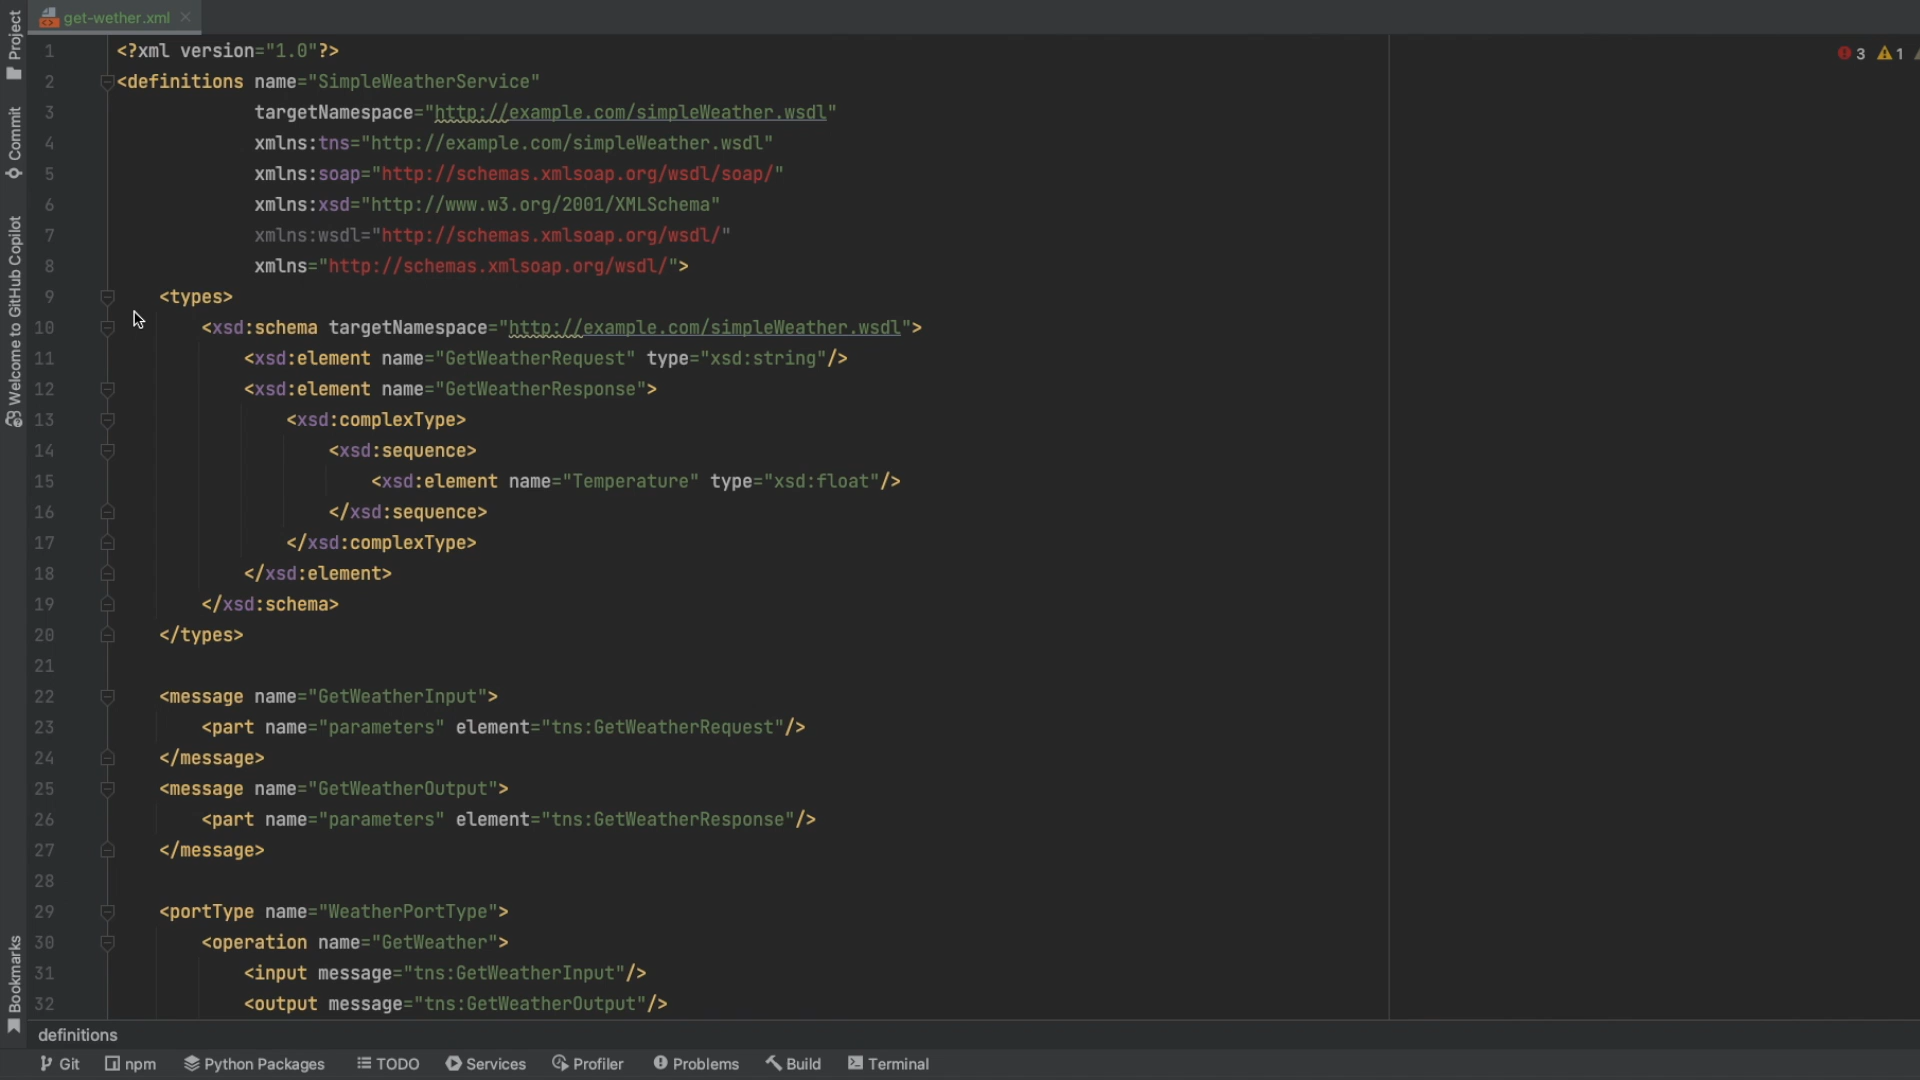 get-wether.xml
Project
Commit
Welcome to GitHub Copilot
Bookmarks
3 1
1 <?xml version="1.0"?>
2 <definitions name="SimpleWeatherService"
3 targetNamespace="http://example.com/simpleWeather.wsdl"
4 xmlns:tns="http://example.com/simpleWeather.wsdl"
5 xmlns:soap="http://schemas.xmlsoap.org/wsdl/soap/"
6 xmlns:xsd="http://www.w3.org/2001/XMLSchema"
7 xmlns:wsdl="http://schemas.xmlsoap.org/wsdl/"
8 xmlns="http://schemas.xmlsoap.org/wsdl/">
9 <types>
10 <xsd:schema targetNamespace="http://example.com/simpleWeather.wsdl">
11 <xsd:element name="GetWeatherRequest" type="xsd:string"/>
12 <xsd:element name="GetWeatherResponse">
13 <xsd:complexType>
14 <xsd:sequence>
15 <xsd:element name="Temperature" type="xsd:float"/>
16 </xsd:sequence>
17 </xsd:complexType>
18 </xsd:element>
19 </xsd:schema>
20 </types>
21
22 <message name="GetWeatherInput">
23 <part name="parameters" element="tns:GetWeatherRequest"/>
24 </message>
25 <message name="GetWeatherOutput">
26 <part name="parameters" element="tns:GetWeatherResponse"/>
27 </message>
28
29 <portType name="WeatherPortType">
30 <operation name="GetWeather">
31 <input message="tns:GetWeatherInput"/>
32 <output message="tns:GetWeatherOutput"/>
definitions
Git npm Python Packages TODO Services Profiler Problems Build Terminal